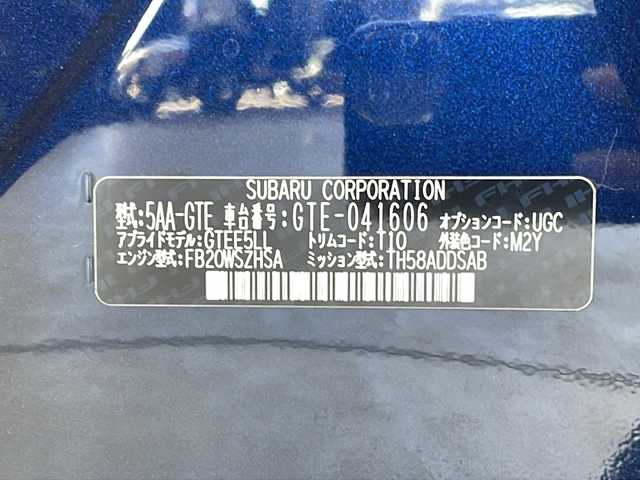 SUBARU CORPORATION
型式:5AA-GTE 車台番号:GTE-041606 オプションコード:UGC
アプライドモデル:GTEE5LL トリムコード:T10 外装色コード:M2Y
エンジン型式:FB20WSZHSA ミッション型式:TH58ADDSAB